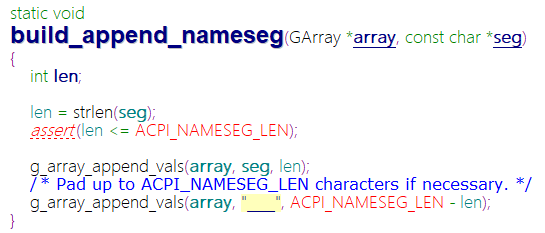 static void
build_append_nameseg(GArray *array, const char *seg)
{
    int len;

    len = strlen(seg);
    assert(len <= ACPI_NAMESEG_LEN);

    g_array_append_vals(array, seg, len);
    /* Pad up to ACPI_NAMESEG_LEN characters if necessary. */
    g_array_append_vals(array, "____", ACPI_NAMESEG_LEN - len);
}